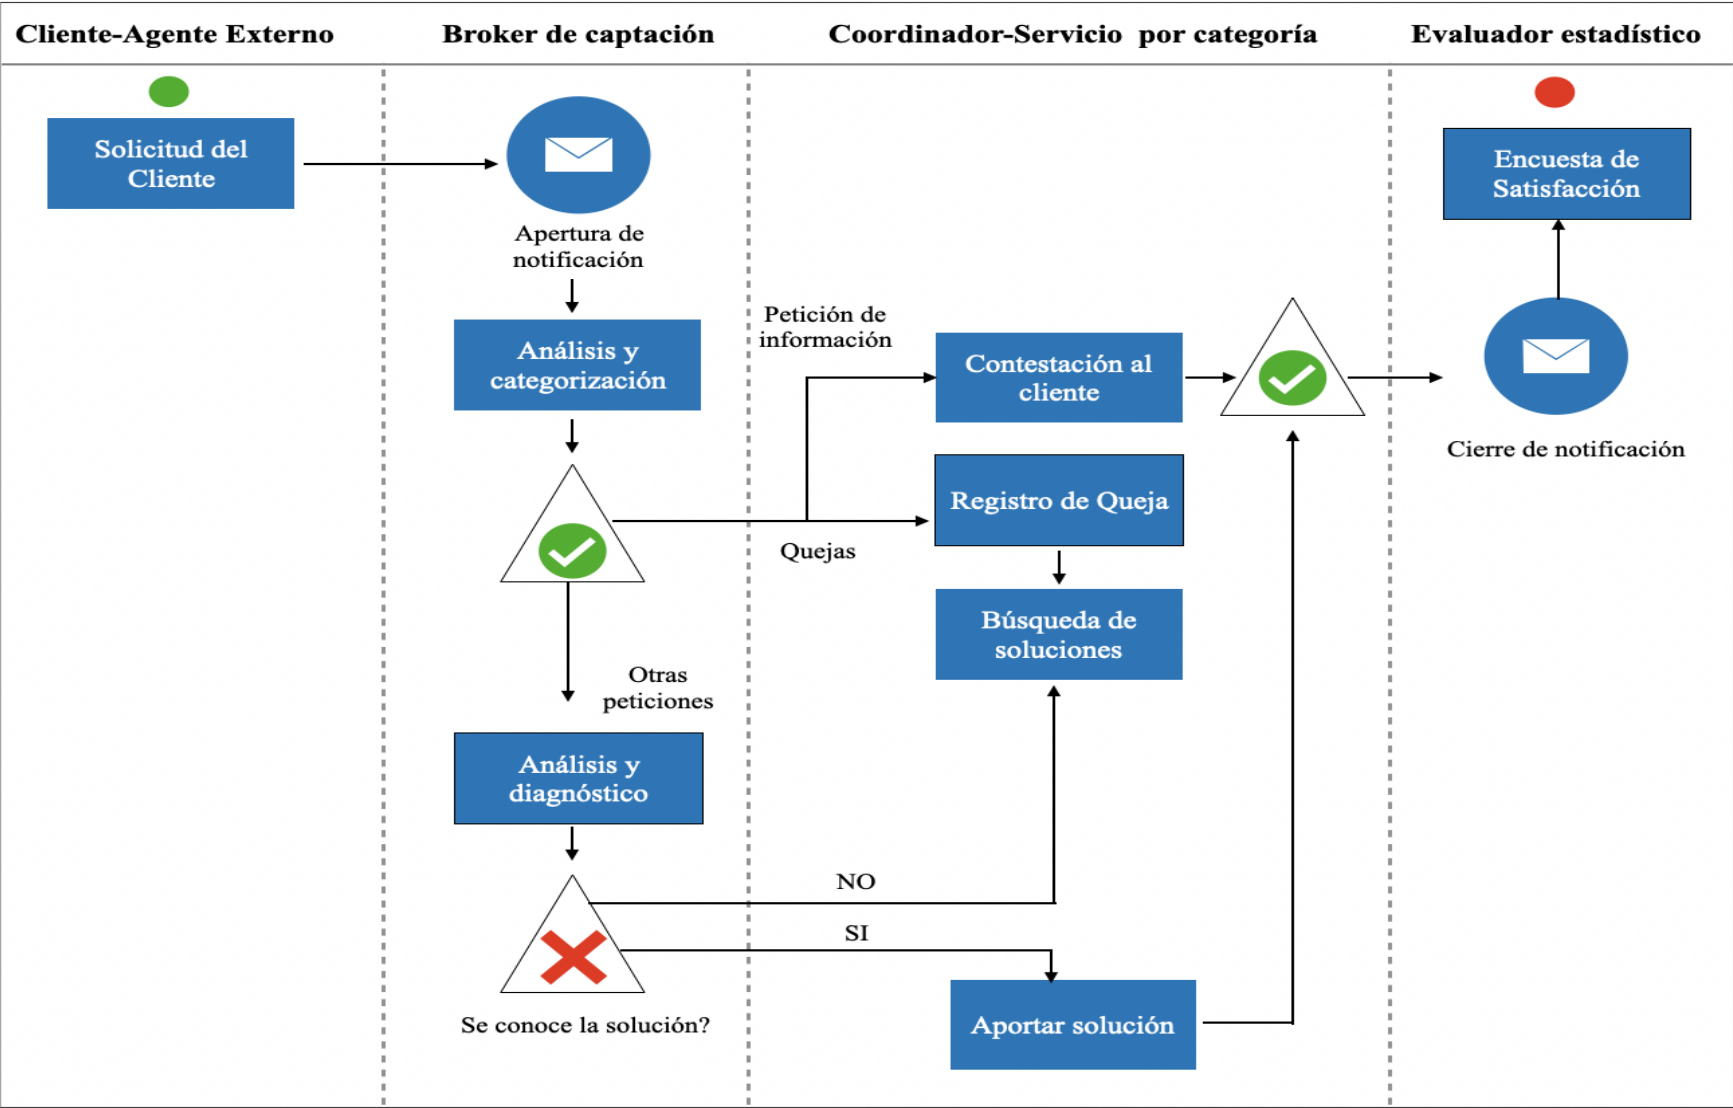 Cliente-Agente Externo
Broker de captación
Coordinador-Servicio por categoría
Evaluador estadístico
Solicitud del
Cliente
Apertura de
notificación
Análisis y
categorización
Petición de
información
Quejas
Otras
peticiones
Análisis y
diagnóstico
NO
SI
Se conoce la solución?
Contestación al
cliente
Registro de Queja
Búsqueda de
soluciones
Aportar solución
Encuesta de
Satisfacción
Cierre de notificación